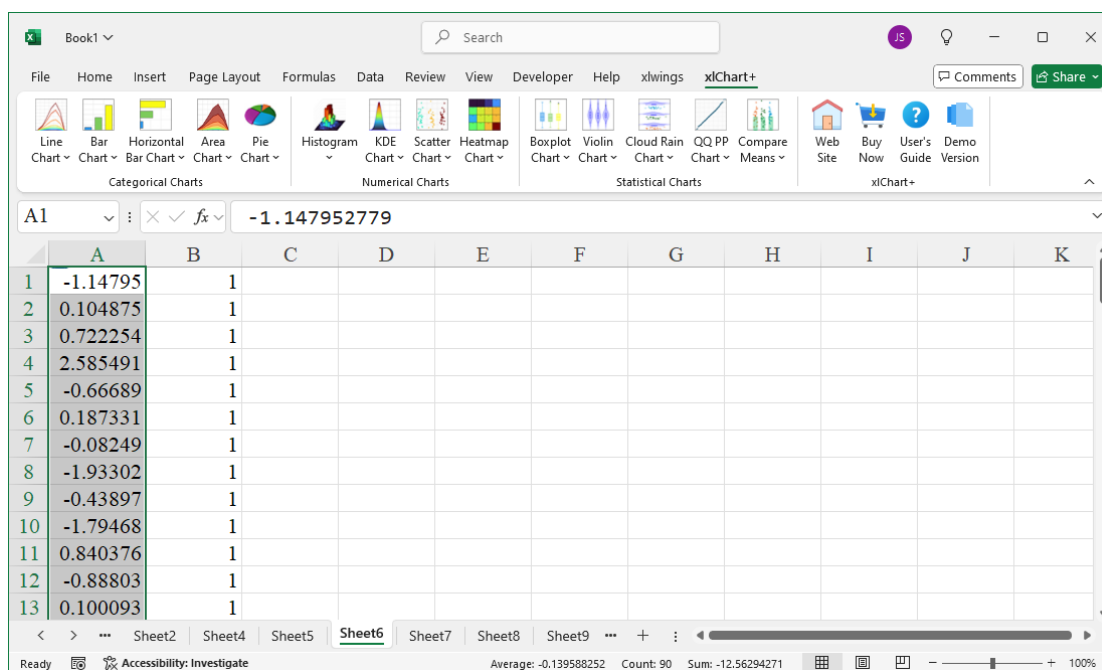 Book1
Search
JS
File Home Insert Page Layout Formulas Data Review View Developer Help xlwings xlChart+ Comments Share
Line Bar Horizontal Area Pie Histogram KDE Scatter Heatmap Boxplot Violin Cloud Rain QQ PP Compare Web Buy User's Demo
Chart Chart Bar Chart Chart Chart Chart Chart Chart Chart Chart Chart Chart Means Site Now Guide Version
Categorical Charts Numerical Charts Statistical Charts xlChart+
A1 fx -1.147952779
A B C D E F G H I J K
1 -1.14795 1
2 0.104875 1
3 0.722254 1
4 2.585491 1
5 -0.66689 1
6 0.187331 1
7 -0.08249 1
8 -1.93302 1
9 -0.43897 1
10 -1.79468 1
11 0.840376 1
12 -0.88803 1
13 0.100093 1
Sheet2 Sheet4 Sheet5 Sheet6 Sheet7 Sheet8 Sheet9
Ready Accessibility: Investigate Average: -0.139588252 Count: 90 Sum: -12.56294271 100%